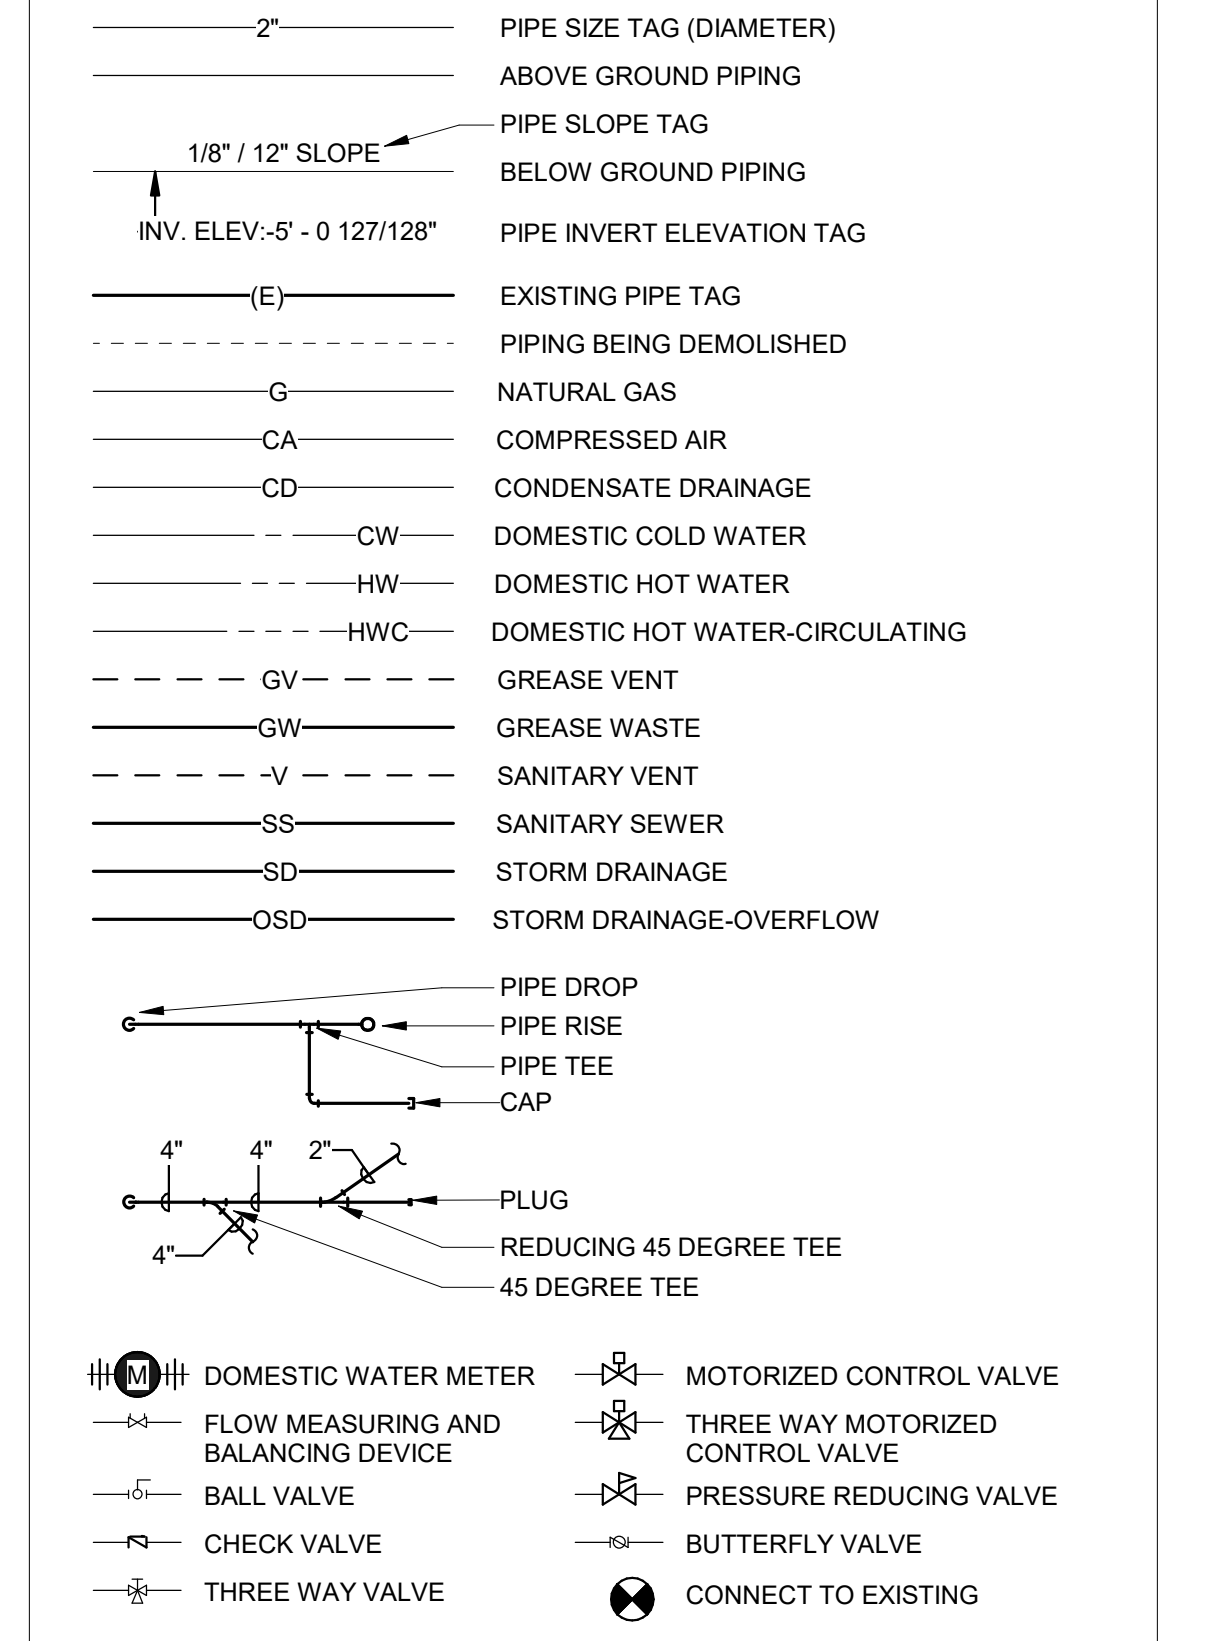 2" PIPE SIZE TAG (DIAMETER)
ABOVE GROUND PIPING
PIPE SLOPE TAG
1/8" / 12" SLOPE
BELOW GROUND PIPING
INV. ELEV:-5' - 0 127/128" PIPE INVERT ELEVATION TAG
(E) EXISTING PIPE TAG
PIPING BEING DEMOLISHED
G NATURAL GAS
CA COMPRESSED AIR
CD CONDENSATE DRAINAGE
CW DOMESTIC COLD WATER
HW DOMESTIC HOT WATER
HWC DOMESTIC HOT WATER-CIRCULATING
GV GREASE VENT
GW GREASE WASTE
V SANITARY VENT
SS SANITARY SEWER
SD STORM DRAINAGE
OSD STORM DRAINAGE-OVERFLOW
PIPE DROP
PIPE RISE
PIPE TEE
CAP
4" 4" 2"
PLUG
4" REDUCING 45 DEGREE TEE
45 DEGREE TEE
M DOMESTIC WATER METER
FLOW MEASURING AND
BALANCING DEVICE
BALL VALVE
CHECK VALVE
THREE WAY VALVE
MOTORIZED CONTROL VALVE
THREE WAY MOTORIZED
CONTROL VALVE
PRESSURE REDUCING VALVE
BUTTERFLY VALVE
CONNECT TO EXISTING